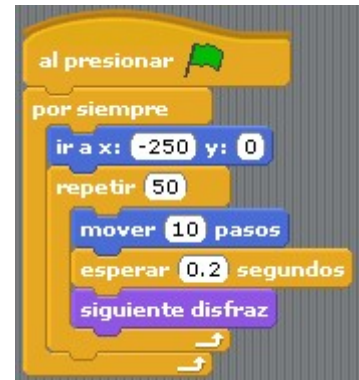 al presionar
por siempre
ir a x: -250 y: 0
repetir 50
mover 10 pasos
esperar 0.2 segundos
siguiente disfraz